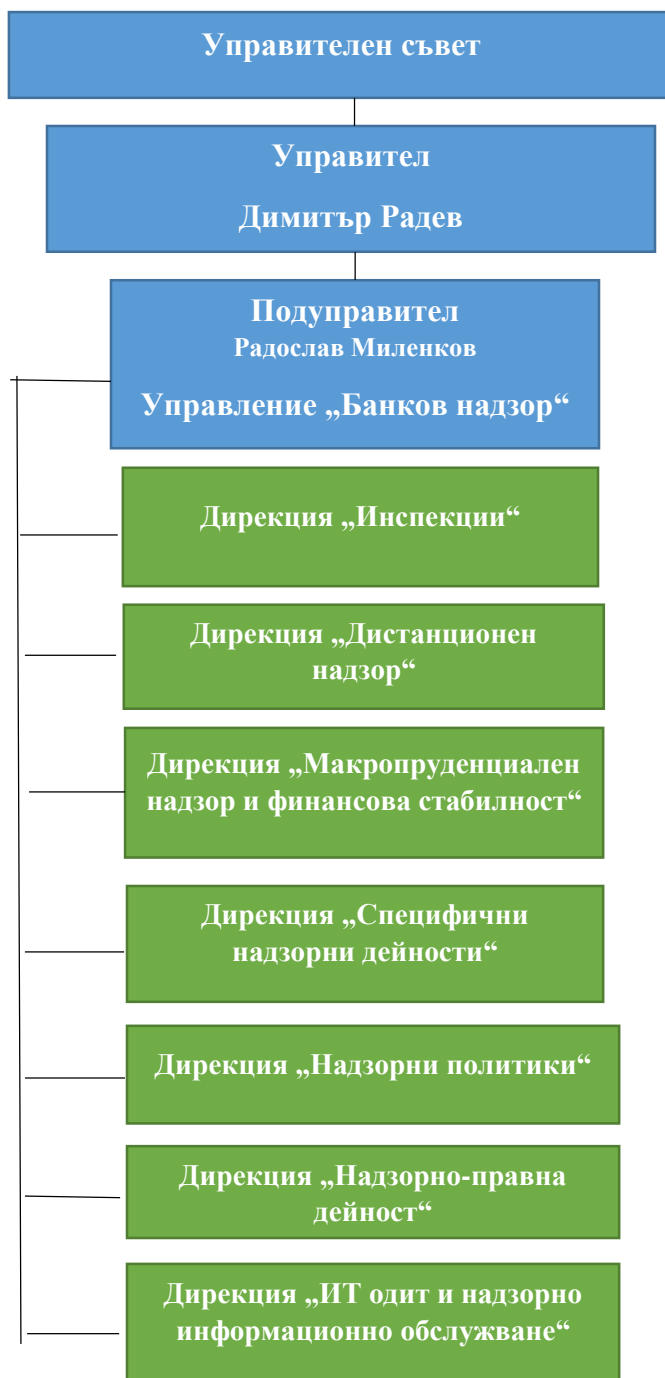 Управителен съвет
Управител
Димитър Радев
Подуправител
Радослав Миленков
Управление „Банков надзор“
Дирекция „Инспекции“
Дирекция „Дистанционен
надзор“
Дирекция „Макропруденциален
надзор и финансова стабилност“
Дирекция „Специфични
надзорни дейности“
Дирекция „Надзорни политики“
Дирекция „Надзорно-правна
дейност“
Дирекция „ИТ одит и надзорно
информационно обслужване“